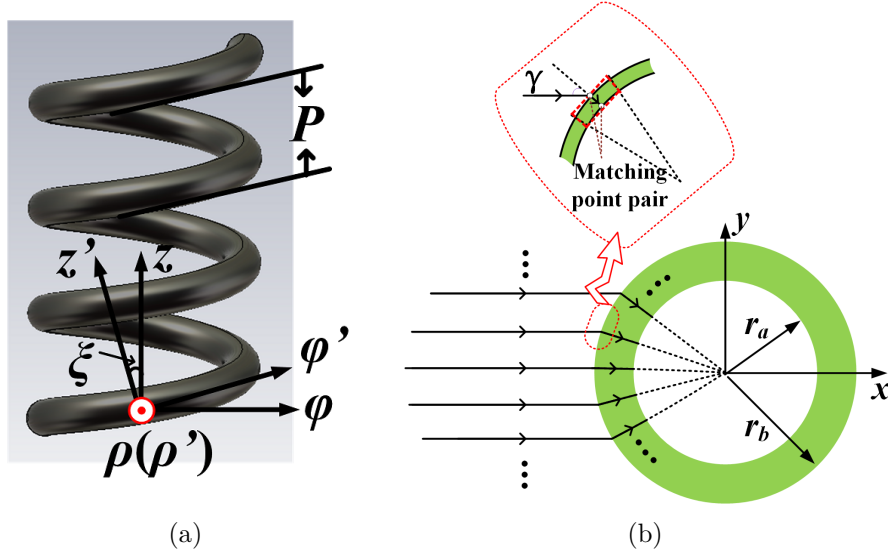 P
z'
z
ξ
φ'
φ
ρ(ρ')
(a)
γ
Matching
point pair
y
r_a
x
r_b
(b)